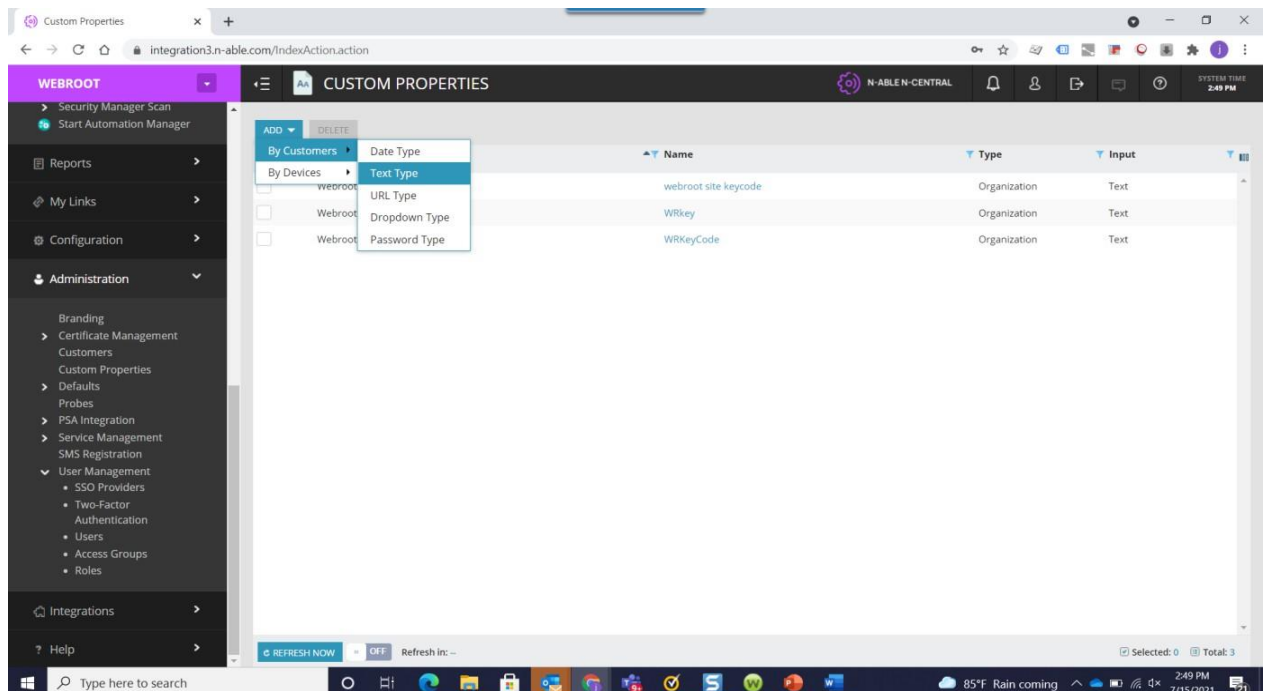 Custom Properties
integration3.n-able.com/IndexAction.action
WEBROOT
CUSTOM PROPERTIES
N-ABLE N-CENTRAL
SYSTEM TIME
2:49 PM
Security Manager Scan
Start Automation Manager
Reports
My Links
Configuration
Administration
Branding
Certificate Management
Customers
Custom Properties
Defaults
Probes
PSA Integration
Service Management
SMS Registration
User Management
SSO Providers
Two-Factor
Authentication
Users
Access Groups
Roles
Integrations
? Help
ADD DELETE
By Customers
By Devices
Date Type
Text Type
URL Type
Dropdown Type
Password Type
Name Type Input
Webroot webroot site keycode Organization Text
Webroot WRkey Organization Text
Webroot WRKeyCode Organization Text
REFRESH NOW OFF Refresh in: --
Selected: 0 Total: 3
Type here to search
85°F Rain coming
2:49 PM
7/15/2021